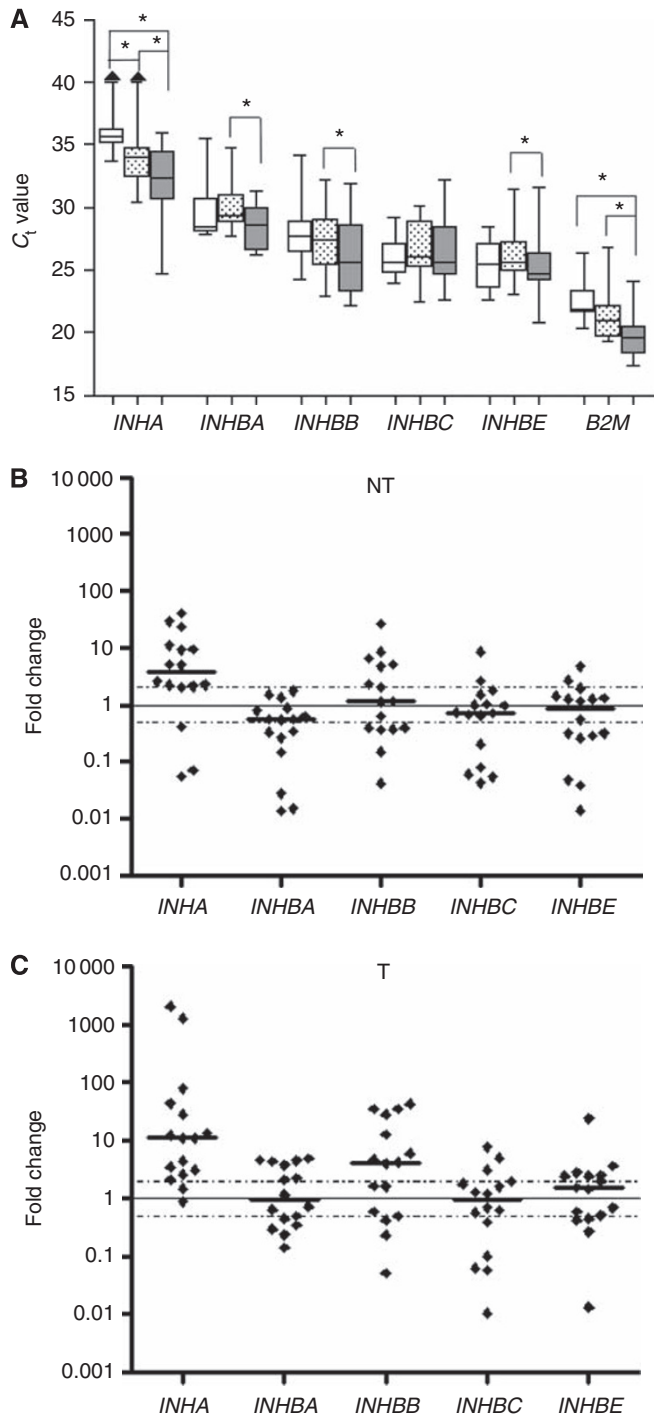 A
45
40
35
30
25
20
15
Ct value
* * *
*
*
*
* *
INHA INHBA INHBB INHBC INHBE B2M
B
NT
10 000
1000
100
10
1
0.1
0.01
0.001
Fold change
INHA INHBA INHBB INHBC INHBE
C
T
10 000
1000
100
10
1
0.1
0.01
0.001
Fold change
INHA INHBA INHBB INHBC INHBE